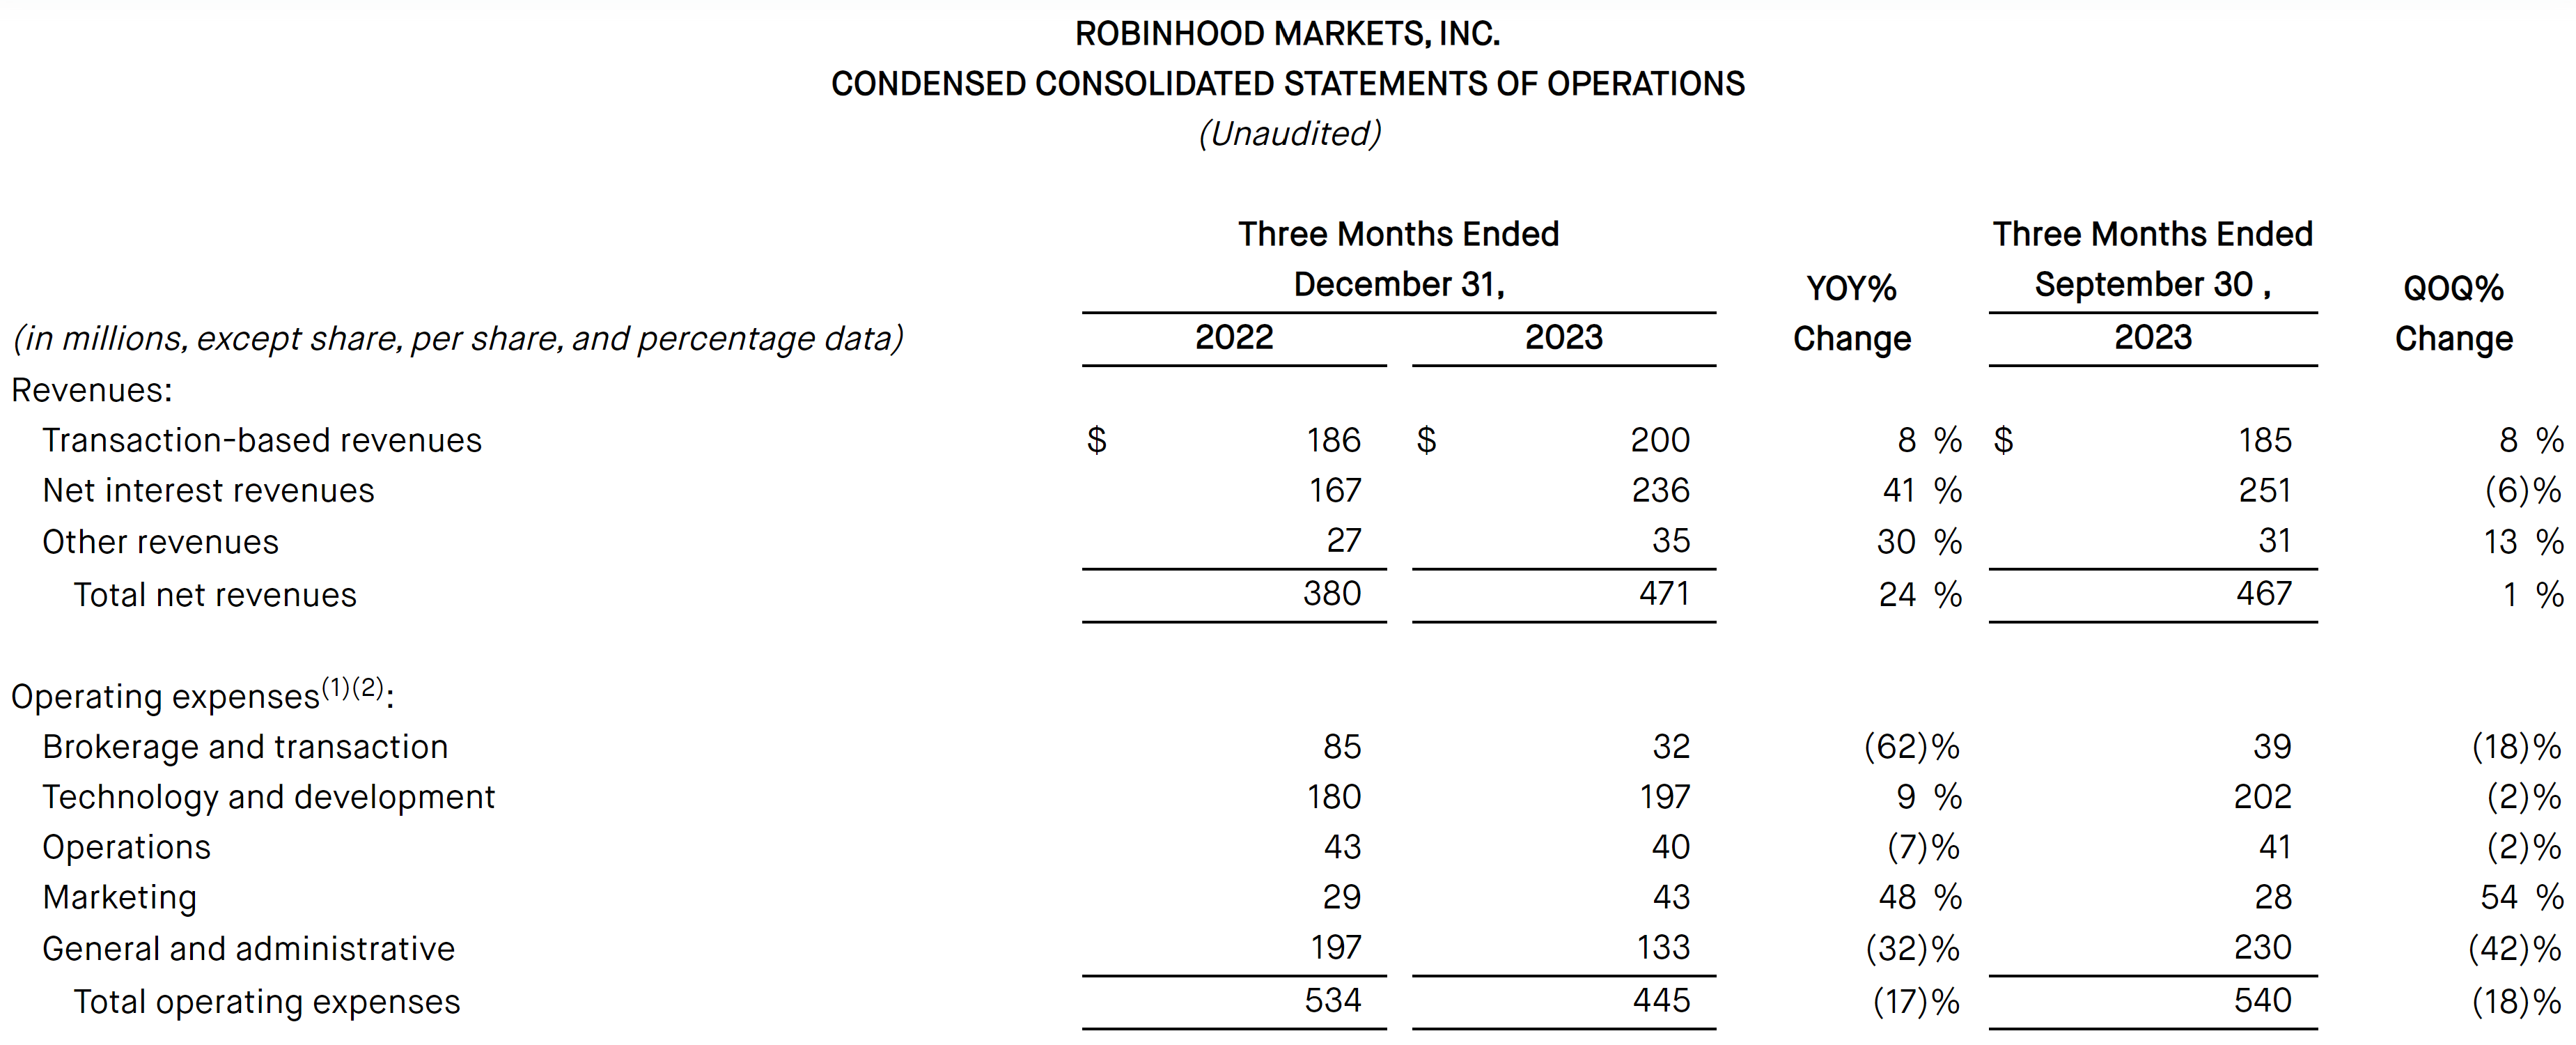 ROBINHOOD MARKETS, INC.
CONDENSED CONSOLIDATED STATEMENTS OF OPERATIONS
(Unaudited)
Three Months Ended Three Months Ended
December 31, YOY% September 30 , QOQ%
(in millions, except share, per share, and percentage data) 2022 2023 Change 2023 Change
Revenues:
Transaction-based revenues $ 186 $ 200 8 % $ 185 8 %
Net interest revenues 167 236 41 % 251 (6)%
Other revenues 27 35 30 % 31 13 %
Total net revenues 380 471 24 % 467 1 %
Operating expenses(1)(2):
Brokerage and transaction 85 32 (62)% 39 (18)%
Technology and development 180 197 9 % 202 (2)%
Operations 43 40 (7)% 41 (2)%
Marketing 29 43 48 % 28 54 %
General and administrative 197 133 (32)% 230 (42)%
Total operating expenses 534 445 (17)% 540 (18)%